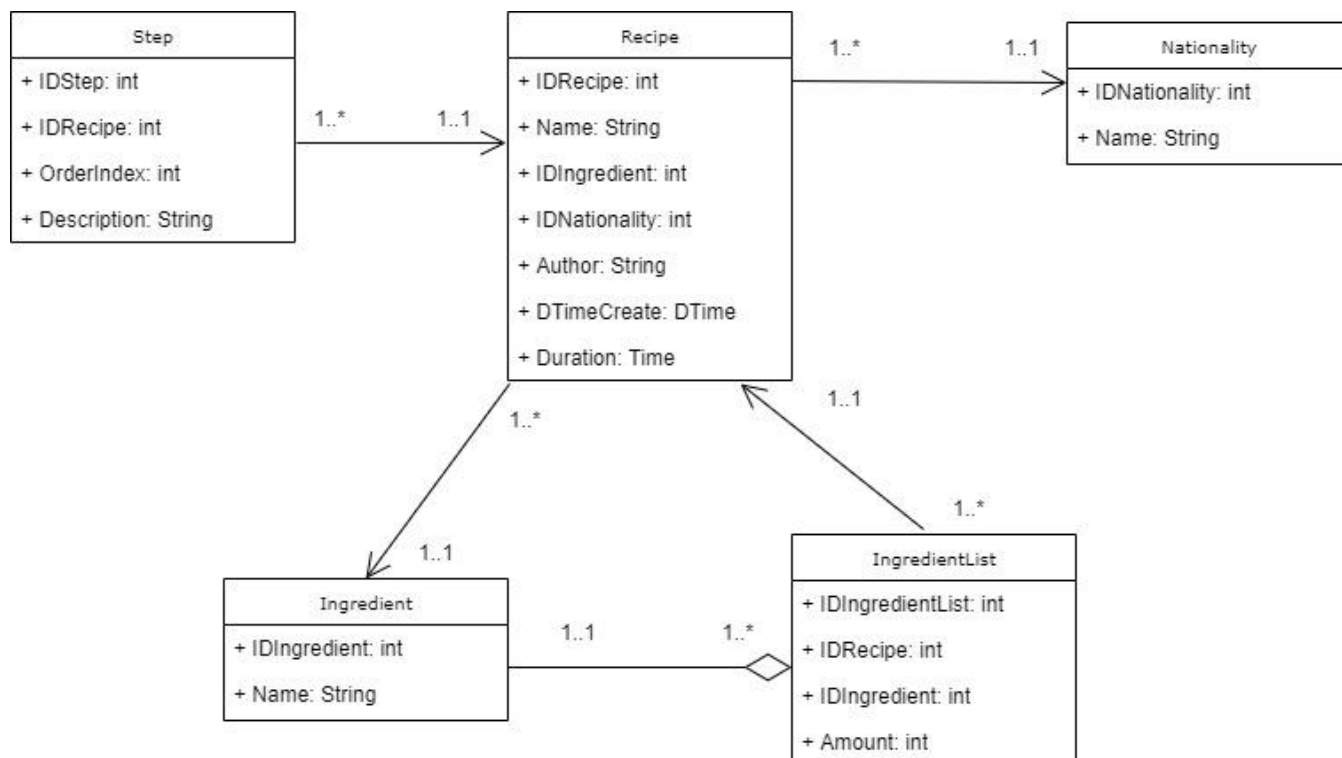 Step
+ IDStep: int
+ IDRecipe: int
+ OrderIndex: int
+ Description: String
1..*
1..1
Recipe
+ IDRecipe: int
+ Name: String
+ IDIngredient: int
+ IDNationality: int
+ Author: String
+ DTimeCreate: DTime
+ Duration: Time
1..*
1..1
Nationality
+ IDNationality: int
+ Name: String
1..*
1..1
1..1
1..*
Ingredient
+ IDIngredient: int
+ Name: String
1..1
1..*
IngredientList
+ IDIngredientList: int
+ IDRecipe: int
+ IDIngredient: int
+ Amount: int